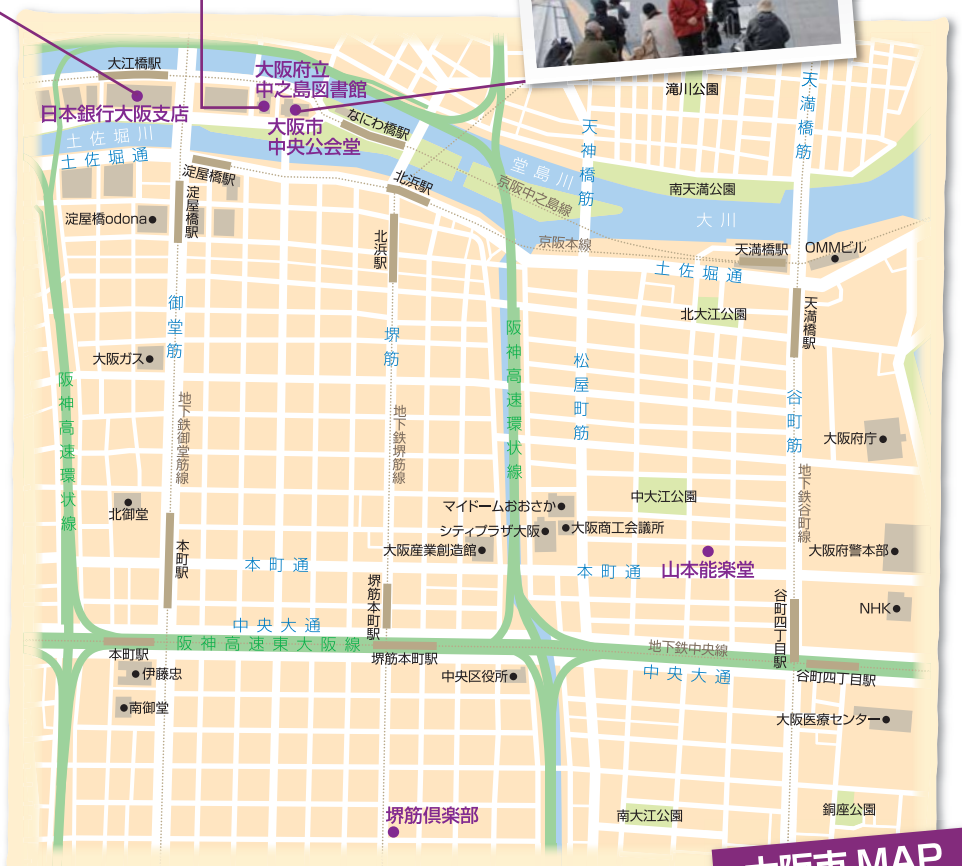 大江橋駅
大阪府立
中之島図書館
日本銀行大阪支店
大阪市
中央公会堂
なにわ橋駅
滝川公園
天満橋筋
天神橋筋
土佐堀川
土佐堀通
淀屋橋駅
淀屋橋駅
北浜駅
北浜駅
堂島川
京阪中之島線
南天満公園
大川
淀屋橋odona
京阪本線
天満橋駅
OMMビル
土佐堀通
北大江公園
天満橋駅
御堂筋
堺筋
阪神高速環状線
松屋町筋
大阪ガス
阪神高速環状線
地下鉄御堂筋線
地下鉄堺筋線
谷町筋
大阪府庁
地下鉄谷町線
北御堂
マイドームおおさか
中大江公園
シティプラザ大阪
大阪商工会議所
大阪産業創造館
本町駅
本町通
本町通
山本能楽堂
大阪府警本部
堺筋本町駅
谷町四丁目駅
NHK
中央大通
阪神高速東大阪線
地下鉄中央線
本町駅
堺筋本町駅
伊藤忠
中央区役所
中央大通
谷町四丁目駅
南御堂
大阪医療センター
堺筋倶楽部
南大江公園
銅座公園
大阪市 MAP